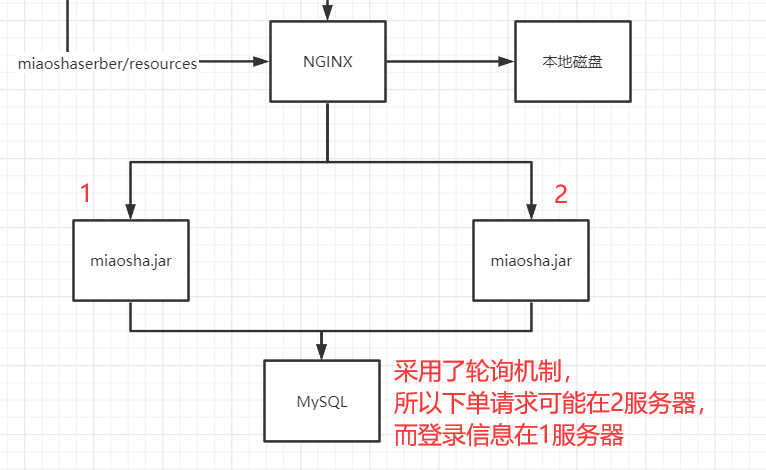 miaoshaserber/resources
NGINX
本地磁盘
1
2
miaosha.jar
miaosha.jar
MySQL
采用了轮询机制，
所以下单请求可能在2服务器，
而登录信息在1服务器